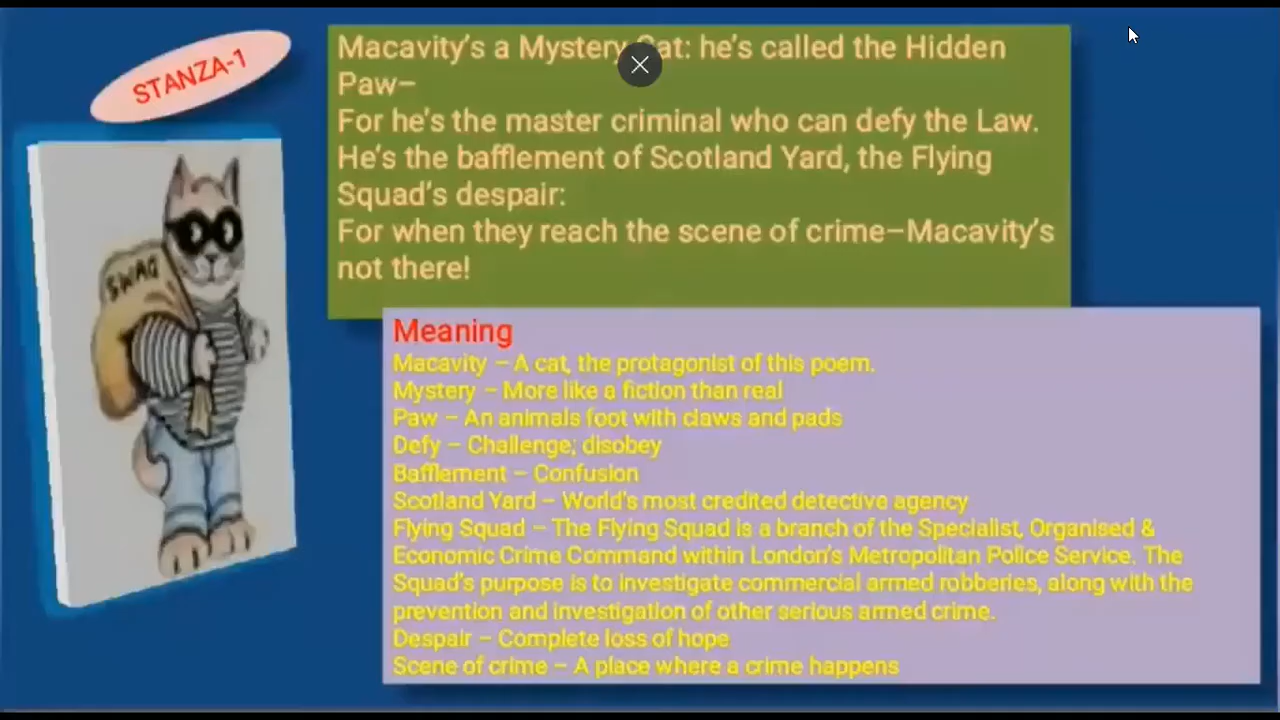 STANZA-1
Macavity's a Mystery Cat: he's called the Hidden
Paw–
For he's the master criminal who can defy the Law.
He's the bafflement of Scotland Yard, the Flying
Squad's despair:
For when they reach the scene of crime–Macavity's
not there!
SWAG
Meaning
Macavity – A cat, the protagonist of this poem.
Mystery – More like a fiction than real
Paw – An animals foot with claws and pads
Defy – Challenge; disobey
Bafflement – Confusion
Scotland Yard – World's most credited detective agency
Flying Squad – The Flying Squad is a branch of the Specialist, Organised &
Economic Crime Command within London's Metropolitan Police Service. The
Squad's purpose is to investigate commercial armed robberies, along with the
prevention and investigation of other serious armed crime.
Despair – Complete loss of hope
Scene of crime – A place where a crime happens